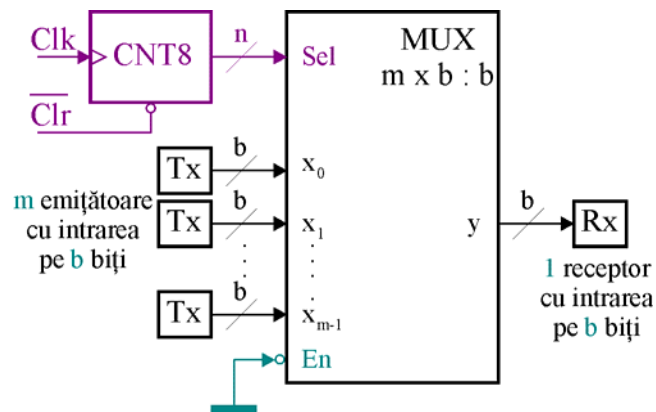 Clk
CNT8
n
Sel
MUX
m x b : b
Clr
Tx
b
x0
m emițătoare
cu intrarea
pe b biți
Tx
b
x1
y
b
Rx
1 receptor
cu intrarea
pe b biți
Tx
b
xm-1
En